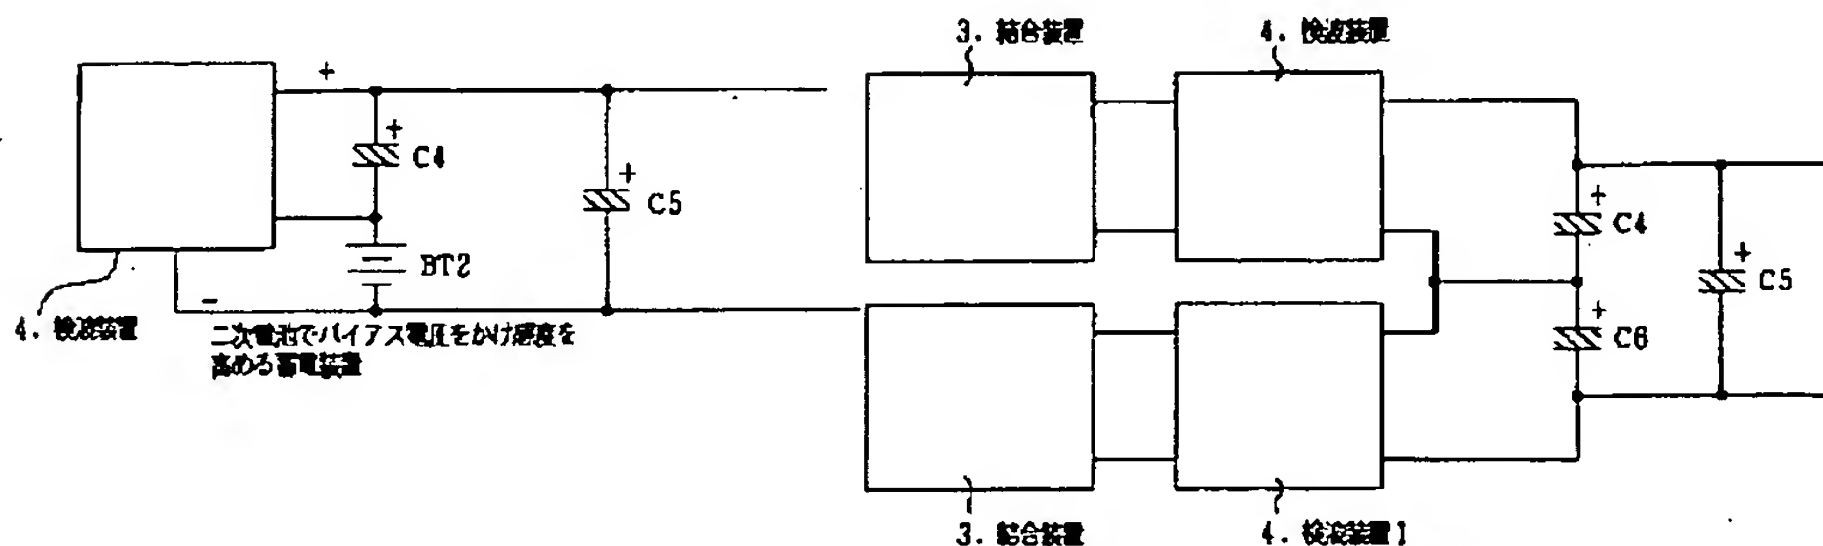 3. 結合装置
4. 検波装置
+
+
C4
+
C5
BT2
-
4. 検波装置
二次電池でバイアス電圧をかけ感度を
高める蓄電装置
+
C4
+
C5
+
C6
3. 結合装置
4. 検波装置1